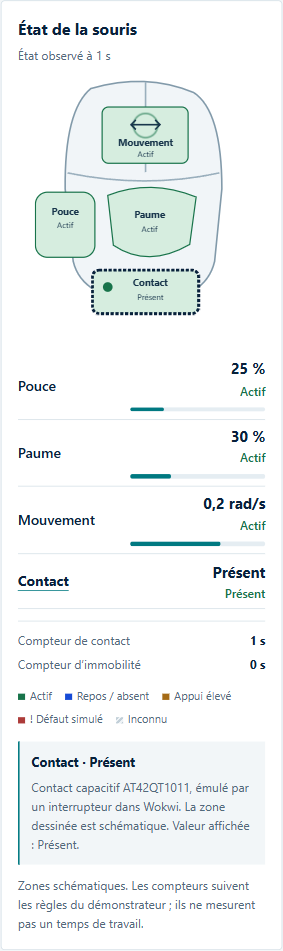 État de la souris
État observé à 1 s
Mouvement
Actif
Pouce
Actif
Paume
Actif
Contact
Présent
Pouce
25 %
Actif
Paume
30 %
Actif
Mouvement
0,2 rad/s
Actif
Contact
Présent
Présent
Compteur de contact
1 s
Compteur d'immobilité
0 s
Actif
Repos / absent
Appui élevé
! Défaut simulé
Inconnu
Contact · Présent
Contact capacitif AT42QT1011, émulé par
un interrupteur dans Wokwi. La zone
dessinée est schématique. Valeur affichée
: Présent.
Zones schématiques. Les compteurs suivent
les règles du démonstrateur ; ils ne mesurent
pas un temps de travail.